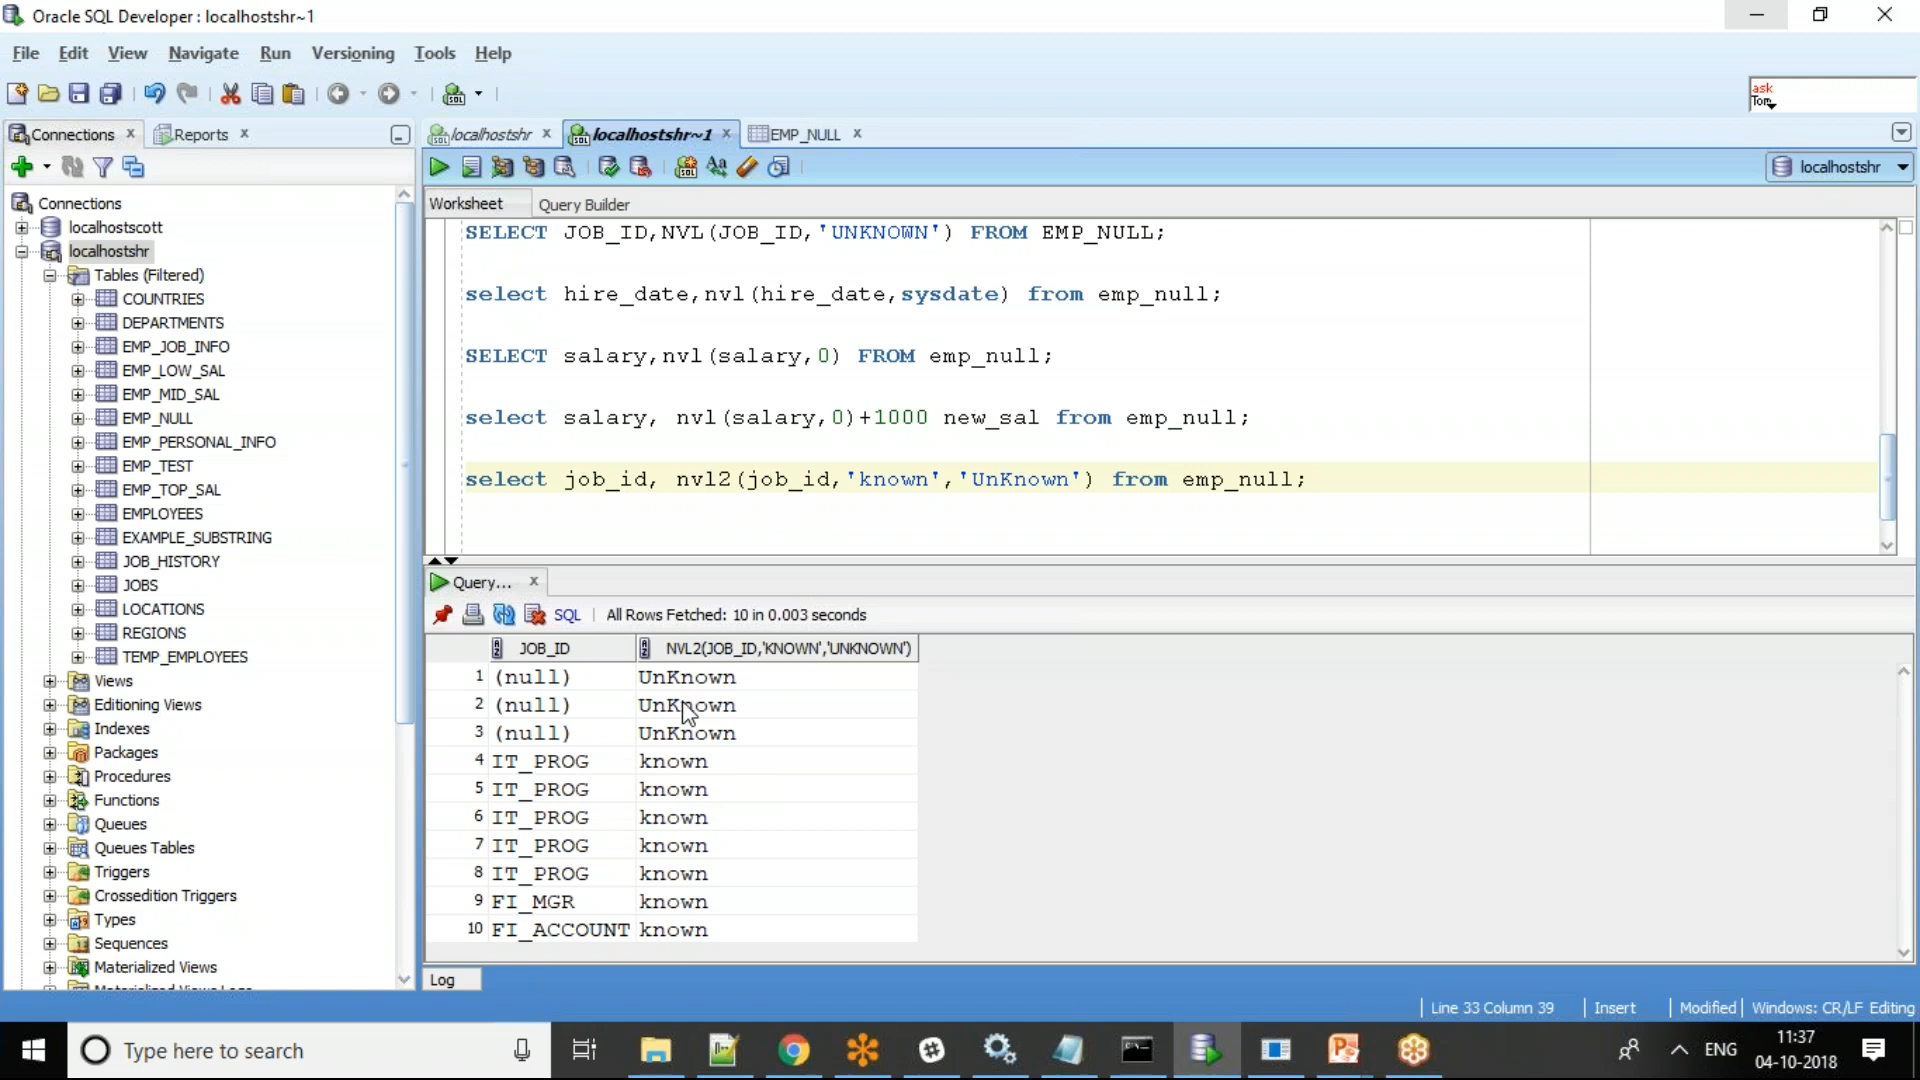 Oracle SQL Developer : localhostshr~1
File Edit View Navigate Run Versioning Tools Help
ask
Tom
Connections Reports localhostshr localhostshr~1 EMP_NULL
localhostshr
Worksheet Query Builder
Connections
localhostscott
localhostshr
Tables (Filtered)
COUNTRIES
DEPARTMENTS
EMP_JOB_INFO
EMP_LOW_SAL
EMP_MID_SAL
EMP_NULL
EMP_PERSONAL_INFO
EMP_TEST
EMP_TOP_SAL
EMPLOYEES
EXAMPLE_SUBSTRING
JOB_HISTORY
JOBS
LOCATIONS
REGIONS
TEMP_EMPLOYEES
Views
Editioning Views
Indexes
Packages
Procedures
Functions
Queues
Queues Tables
Triggers
Crossedition Triggers
Types
Sequences
Materialized Views
SELECT JOB_ID,NVL(JOB_ID,'UNKNOWN') FROM EMP_NULL;
select hire_date,nvl(hire_date,sysdate) from emp_null;
SELECT salary,nvl(salary,0) FROM emp_null;
select salary, nvl(salary,0)+1000 new_sal from emp_null;
select job_id, nvl2(job_id,'known','UnKnown') from emp_null;
Query...
SQL All Rows Fetched: 10 in 0.003 seconds
JOB_ID NVL2(JOB_ID,'KNOWN','UNKNOWN')
1 (null) UnKnown
2 (null) UnKnown
3 (null) UnKnown
4 IT_PROG known
5 IT_PROG known
6 IT_PROG known
7 IT_PROG known
8 IT_PROG known
9 FI_MGR known
10 FI_ACCOUNT known
Log
Line 33 Column 39 Insert Modified Windows: CR/LF Editing
Type here to search
ENG
11:37
04-10-2018